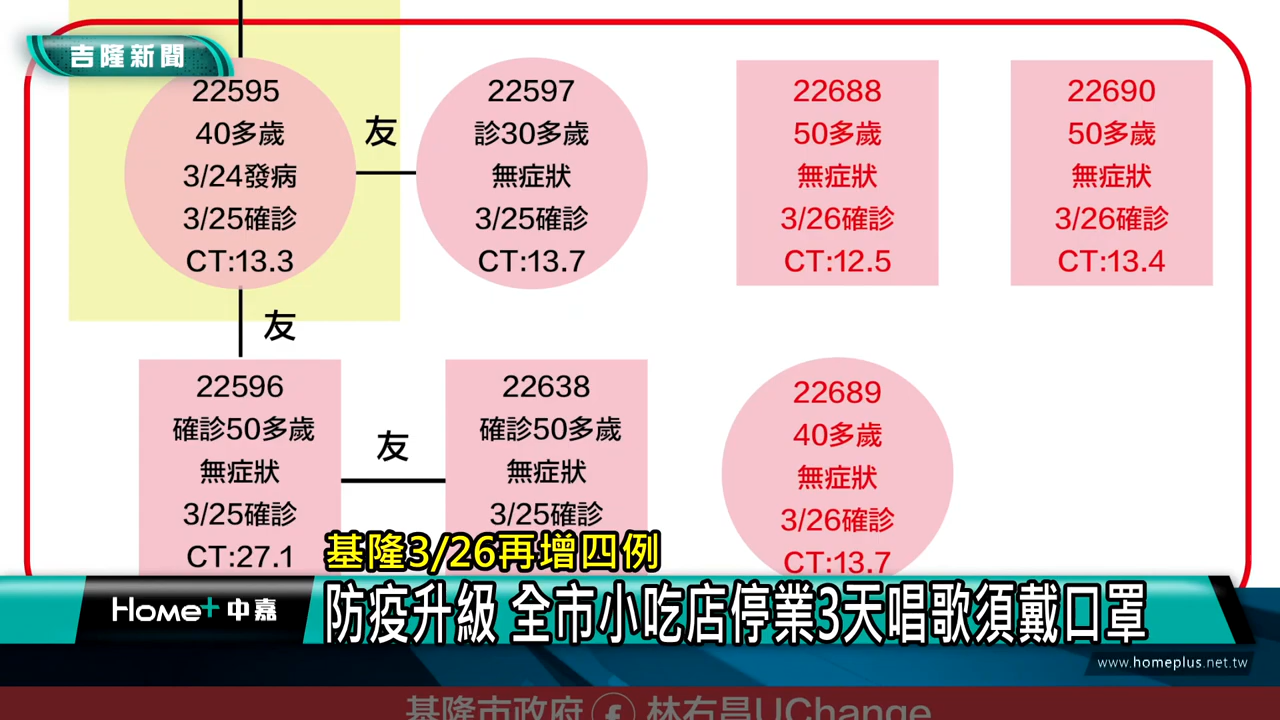 吉隆新聞
22595
40多歲
3/24發病
3/25確診
CT:13.3
友
22597
診30多歲
無症狀
3/25確診
CT:13.7
22688
50多歲
無症狀
3/26確診
CT:12.5
22690
50多歲
無症狀
3/26確診
CT:13.4
友
22596
確診50多歲
無症狀
3/25確診
CT:27.1
友
22638
確診50多歲
無症狀
3/25確診
22689
40多歲
無症狀
3/26確診
CT:13.7
基隆3/26再增四例
Home+中嘉
防疫升級 全市小吃店停業3天唱歌須戴口罩
www.homeplus.net.tw
基隆市政府 f 林右昌UChange